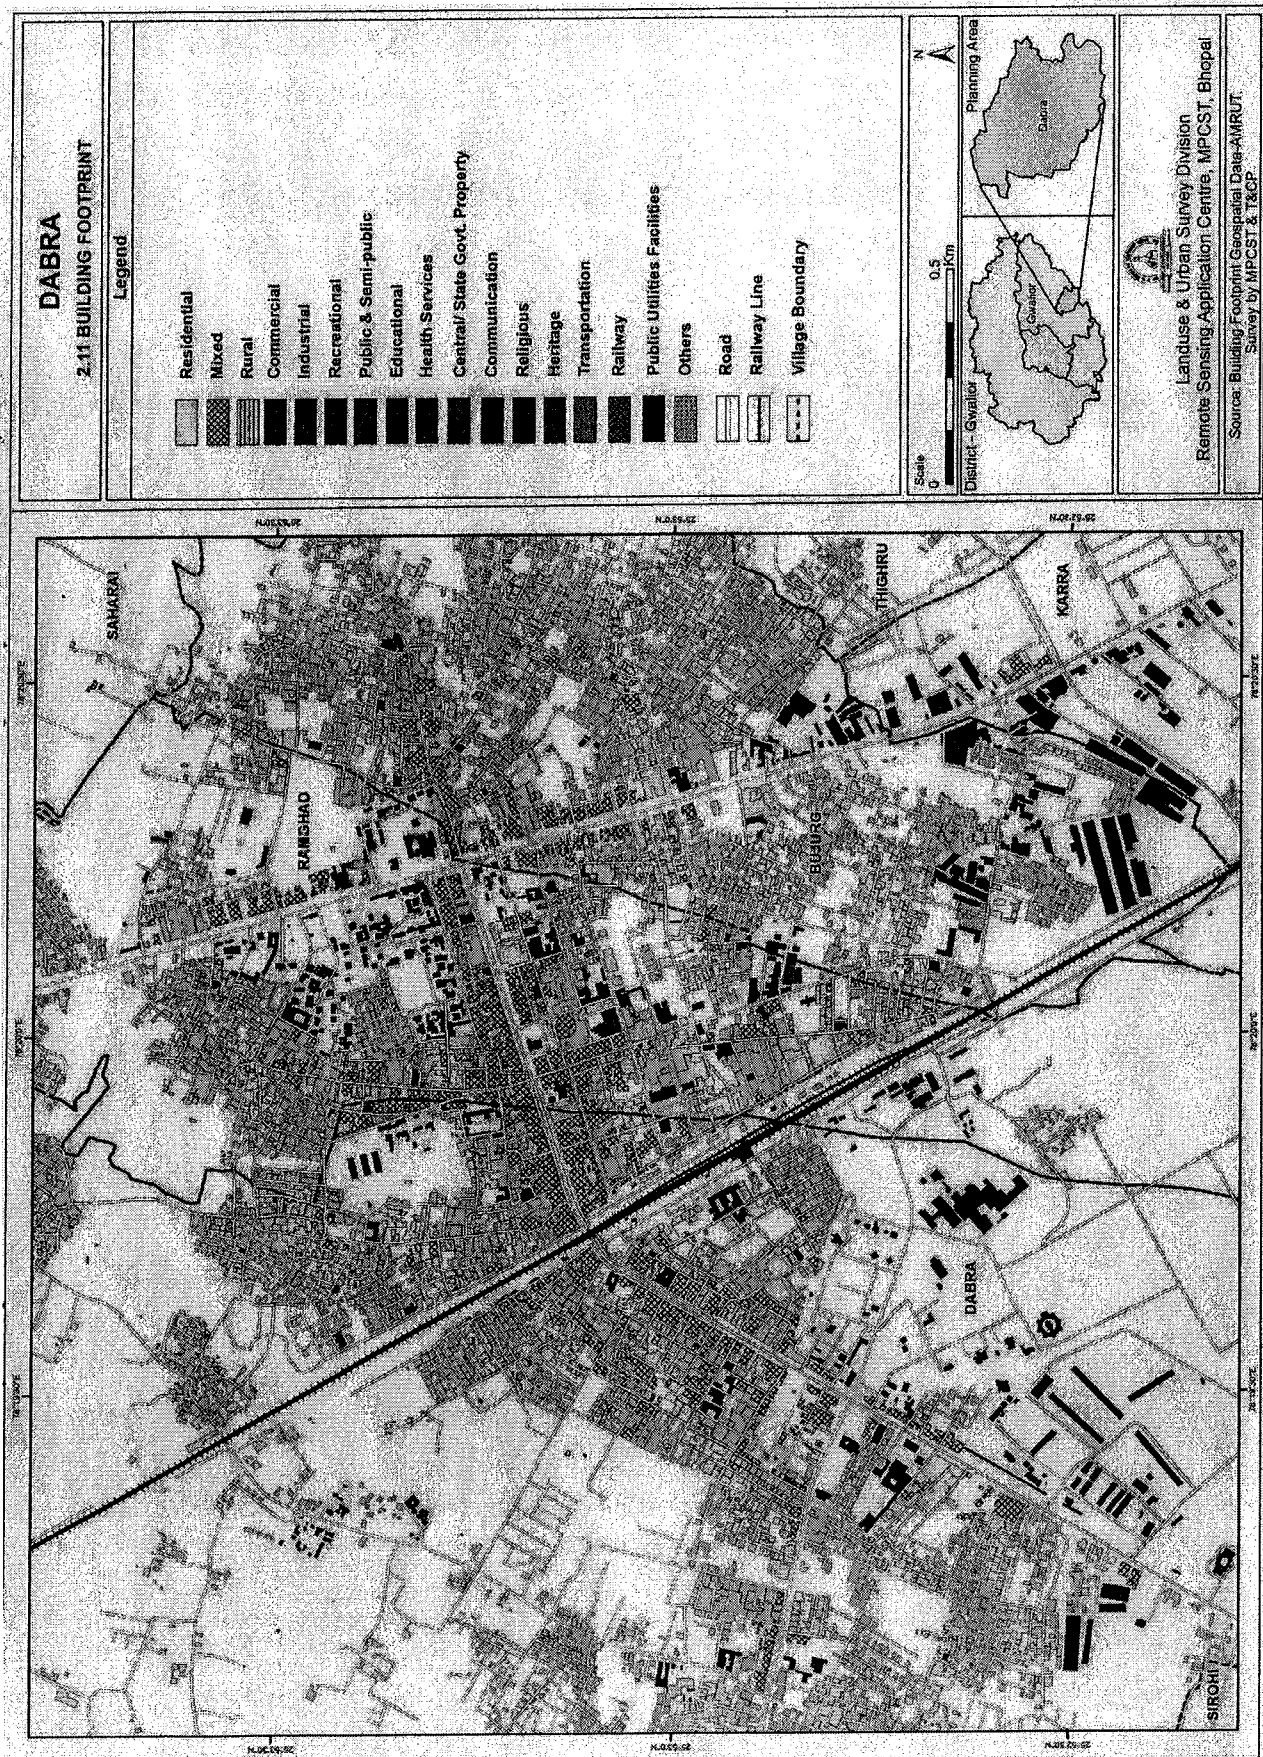 DABRA
2.11 BUILDING FOOTPRINT
Legend
Residential
Mixed
Rural
Commercial
Industrial
Recreational
Public & Semi-public
Educational
Health Services
Central/ State Govt. Property
Communication
Religious
Heritage
Transportation
Railway
Public Utilities Facilities
Others
Road
Railway Line
Village Boundary
Scale
0
0.5
Km
N
District - Gwalior
Gwalior
Planning Area
Dabra
Landuse & Urban Survey Division
Remote Sensing Application Centre, MPCST, Bhopal
Source: Building Footprint Geospatial Data-AMRUT.
Survey by MPCST & T&CP
SAHARAI
RAMGHAD
THIGHRU
KARRA
BUJURG
DABRA
SIROHI